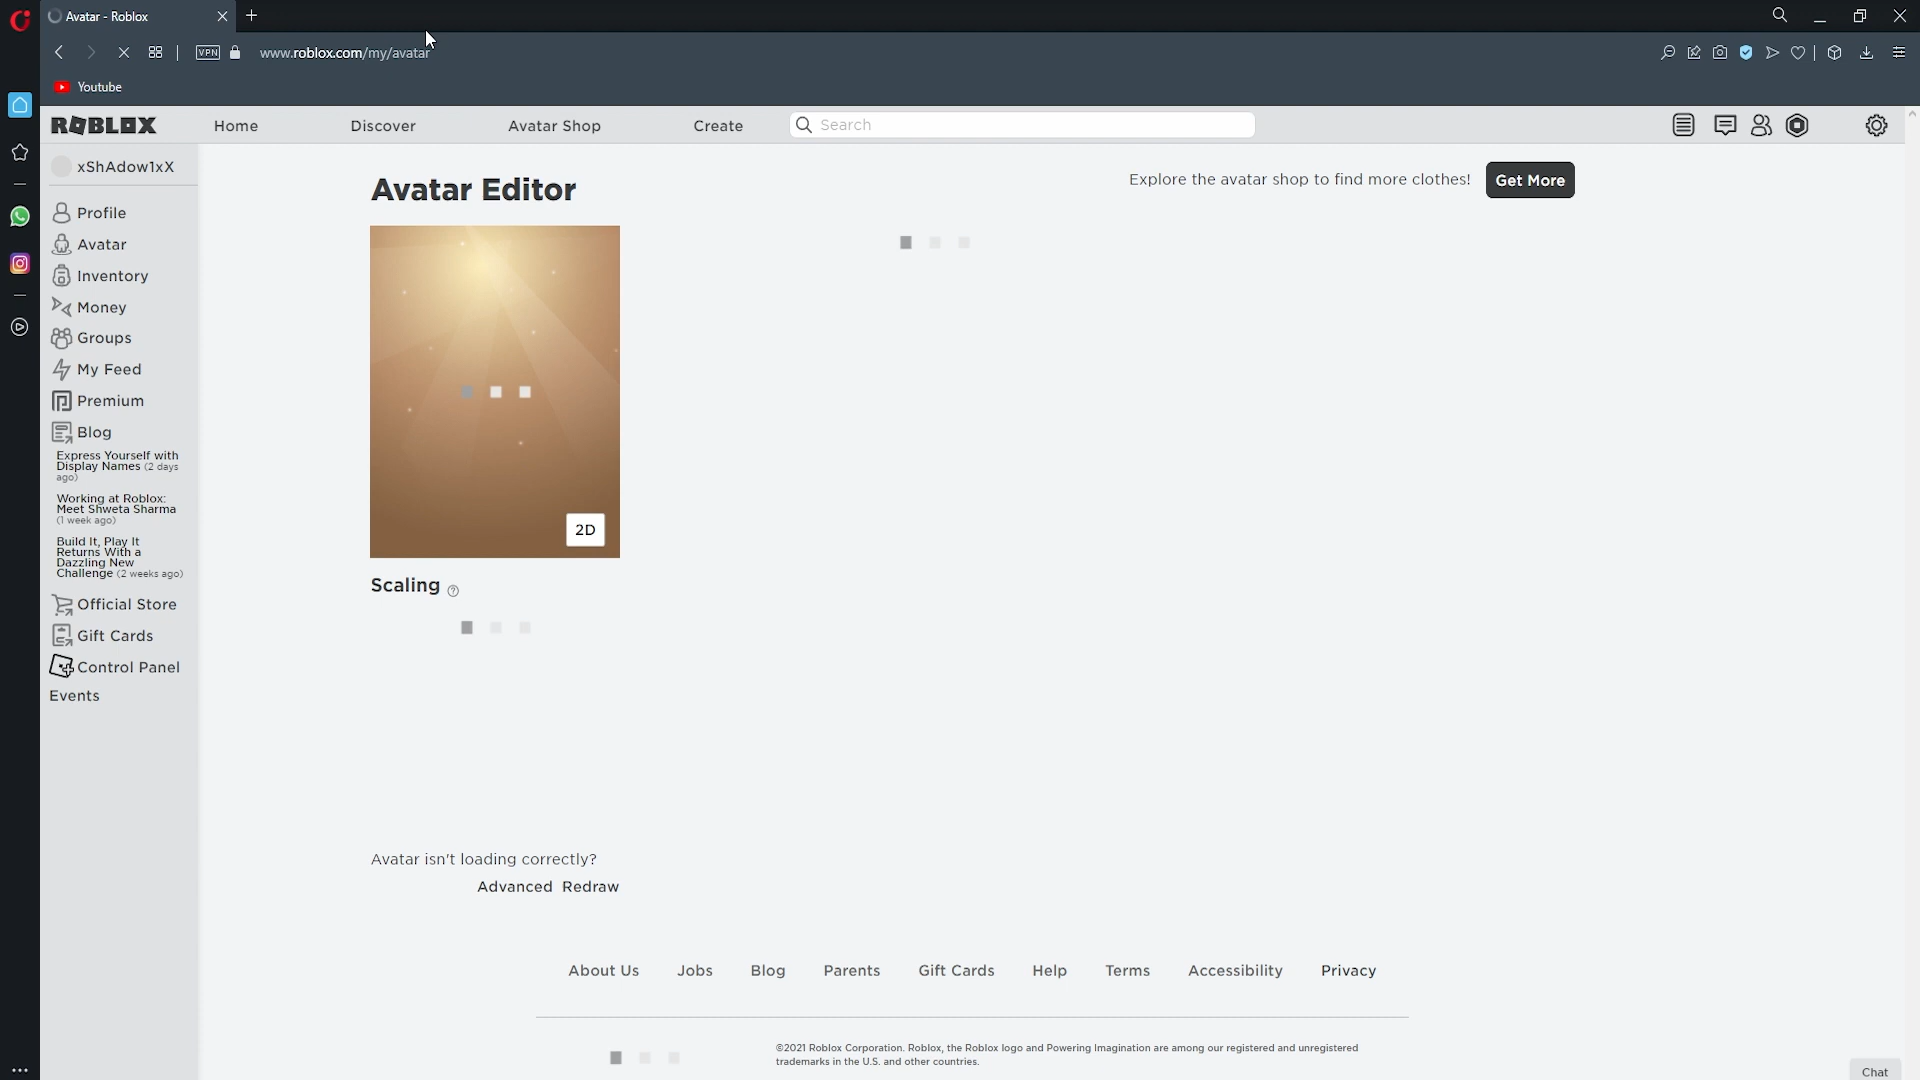 Avatar - Roblox
VPN
www.roblox.com/my/avatar
Youtube
ROBLOX
Home
Discover
Avatar Shop
Create
Search
xShAdow1xX
Profile
Avatar
Inventory
Money
Groups
My Feed
Premium
Blog
Express Yourself with
Display Names (2 days
ago)
Working at Roblox:
Meet Shweta Sharma
(1 week ago)
Build It, Play It
Returns With a
Dazzling New
Challenge (2 weeks ago)
Official Store
Gift Cards
Control Panel
Events
Avatar Editor
Explore the avatar shop to find more clothes!
Get More
2D
Scaling
Avatar isn't loading correctly?
Advanced Redraw
About Us
Jobs
Blog
Parents
Gift Cards
Help
Terms
Accessibility
Privacy
©2021 Roblox Corporation. Roblox, the Roblox logo and Powering Imagination are among our registered and unregistered
trademarks in the U.S. and other countries.
Chat